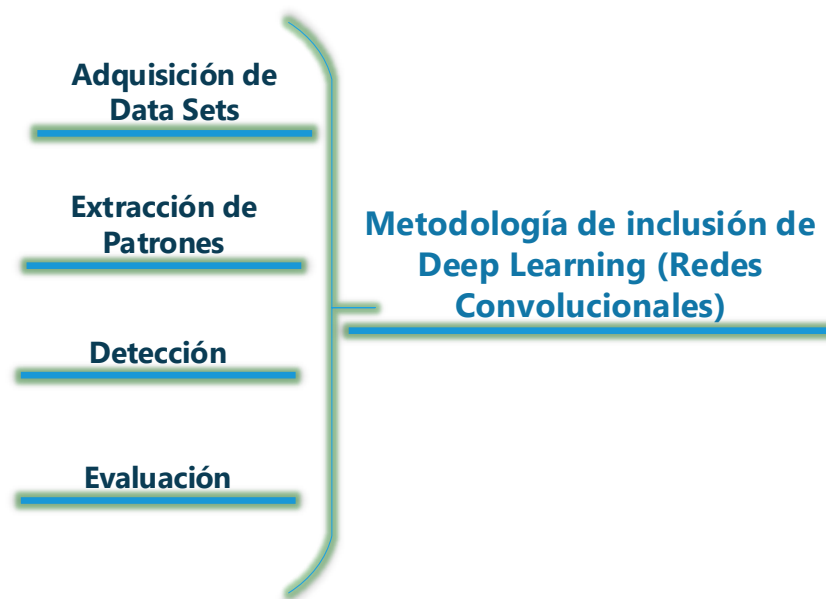 Adquisición de
Data Sets
Extracción de
Patrones
Detección
Evaluación
Metodología de inclusión de
Deep Learning (Redes
Convolucionales)